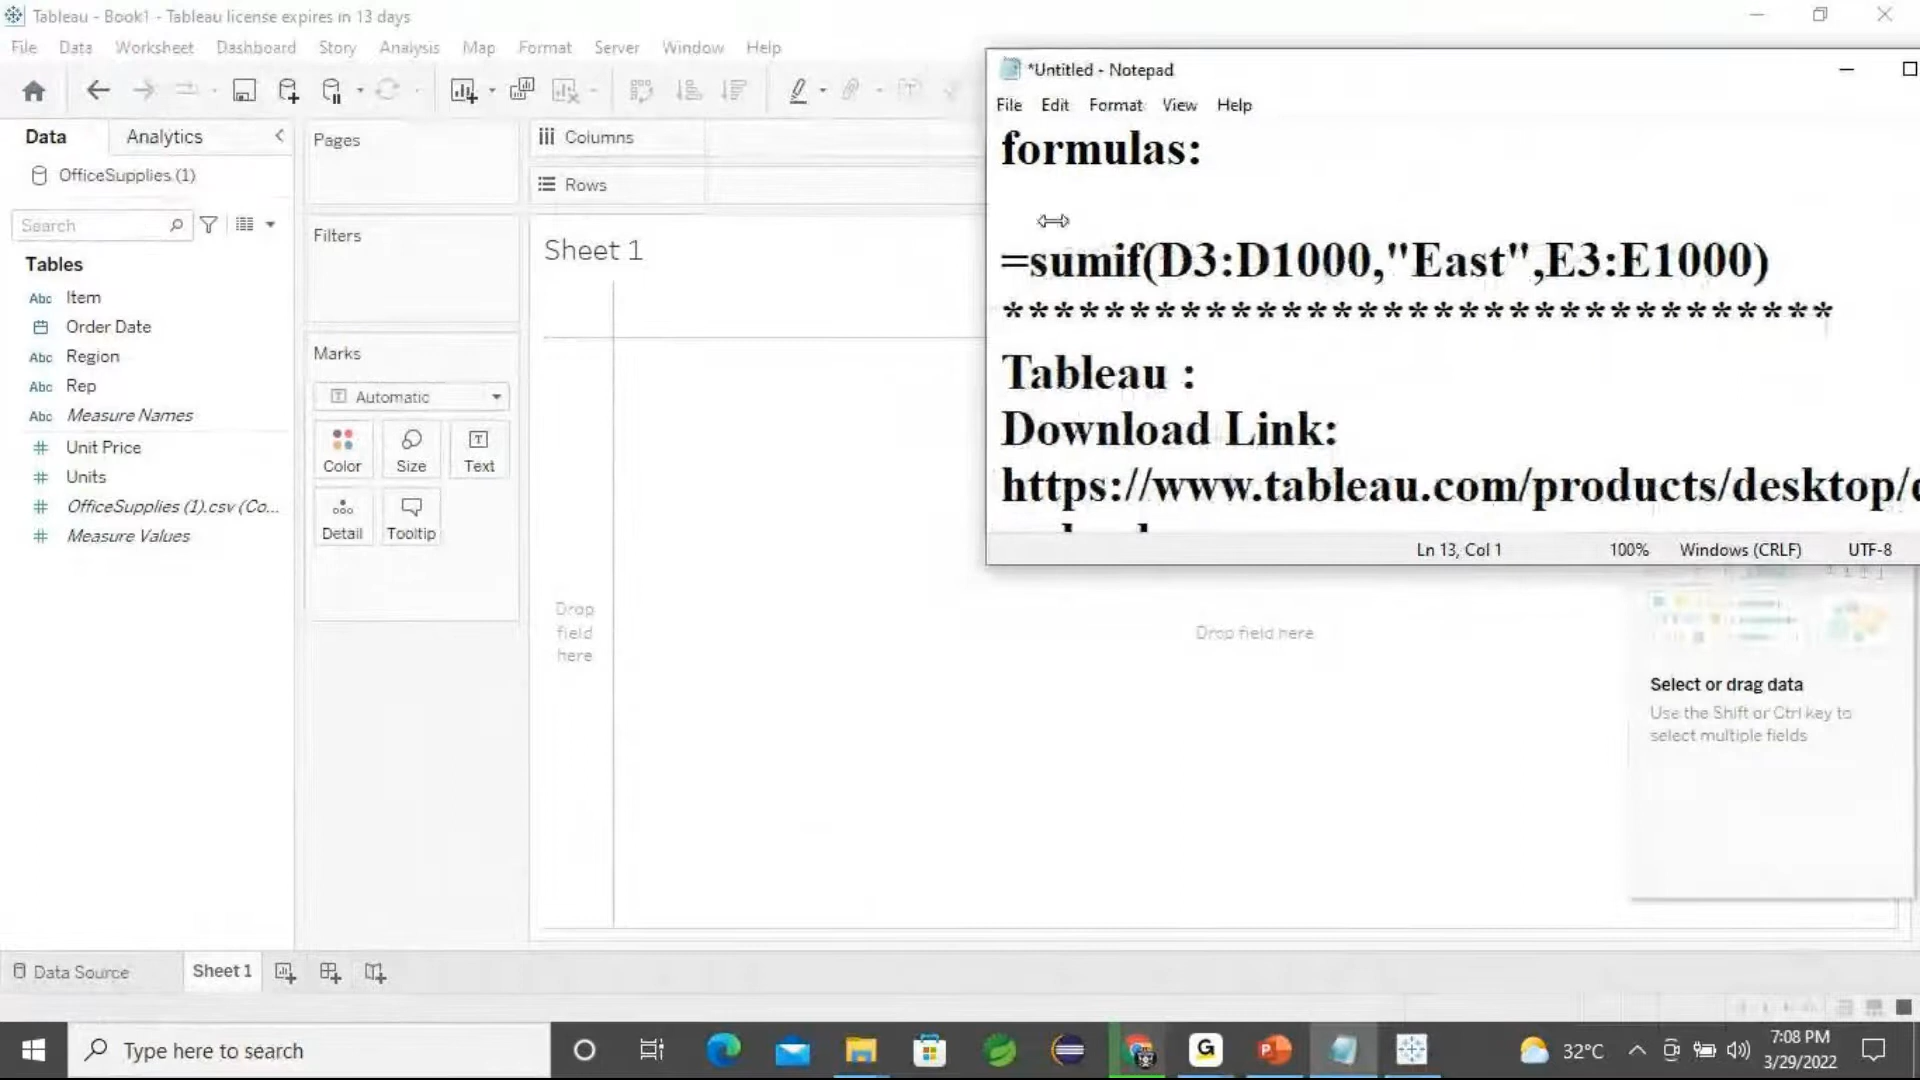 Tableau - Book1 - Tableau license expires in 13 days
File Data Worksheet Dashboard Story Analysis Map Format Server Window Help
Data Analytics
OfficeSupplies (1)
Search
Tables
Abc Item
Order Date
Abc Region
Abc Rep
Abc Measure Names
# Unit Price
# Units
# OfficeSupplies (1).csv (Co...
# Measure Values
Pages
Filters
Marks
Automatic
Color Size Text
Detail Tooltip
Columns
Rows
Sheet 1
Drop
field
here
Drop field here
*Untitled - Notepad
File Edit Format View Help
formulas:
=sumif(D3:D1000,"East",E3:E1000)
*********************************
Tableau :
Download Link:
https://www.tableau.com/products/desktop/
Ln 13, Col 1 100% Windows (CRLF) UTF-8
Select or drag data
Use the Shift or Ctrl key to
select multiple fields
Data Source Sheet 1
Type here to search
G
32°C
7:08 PM
3/29/2022